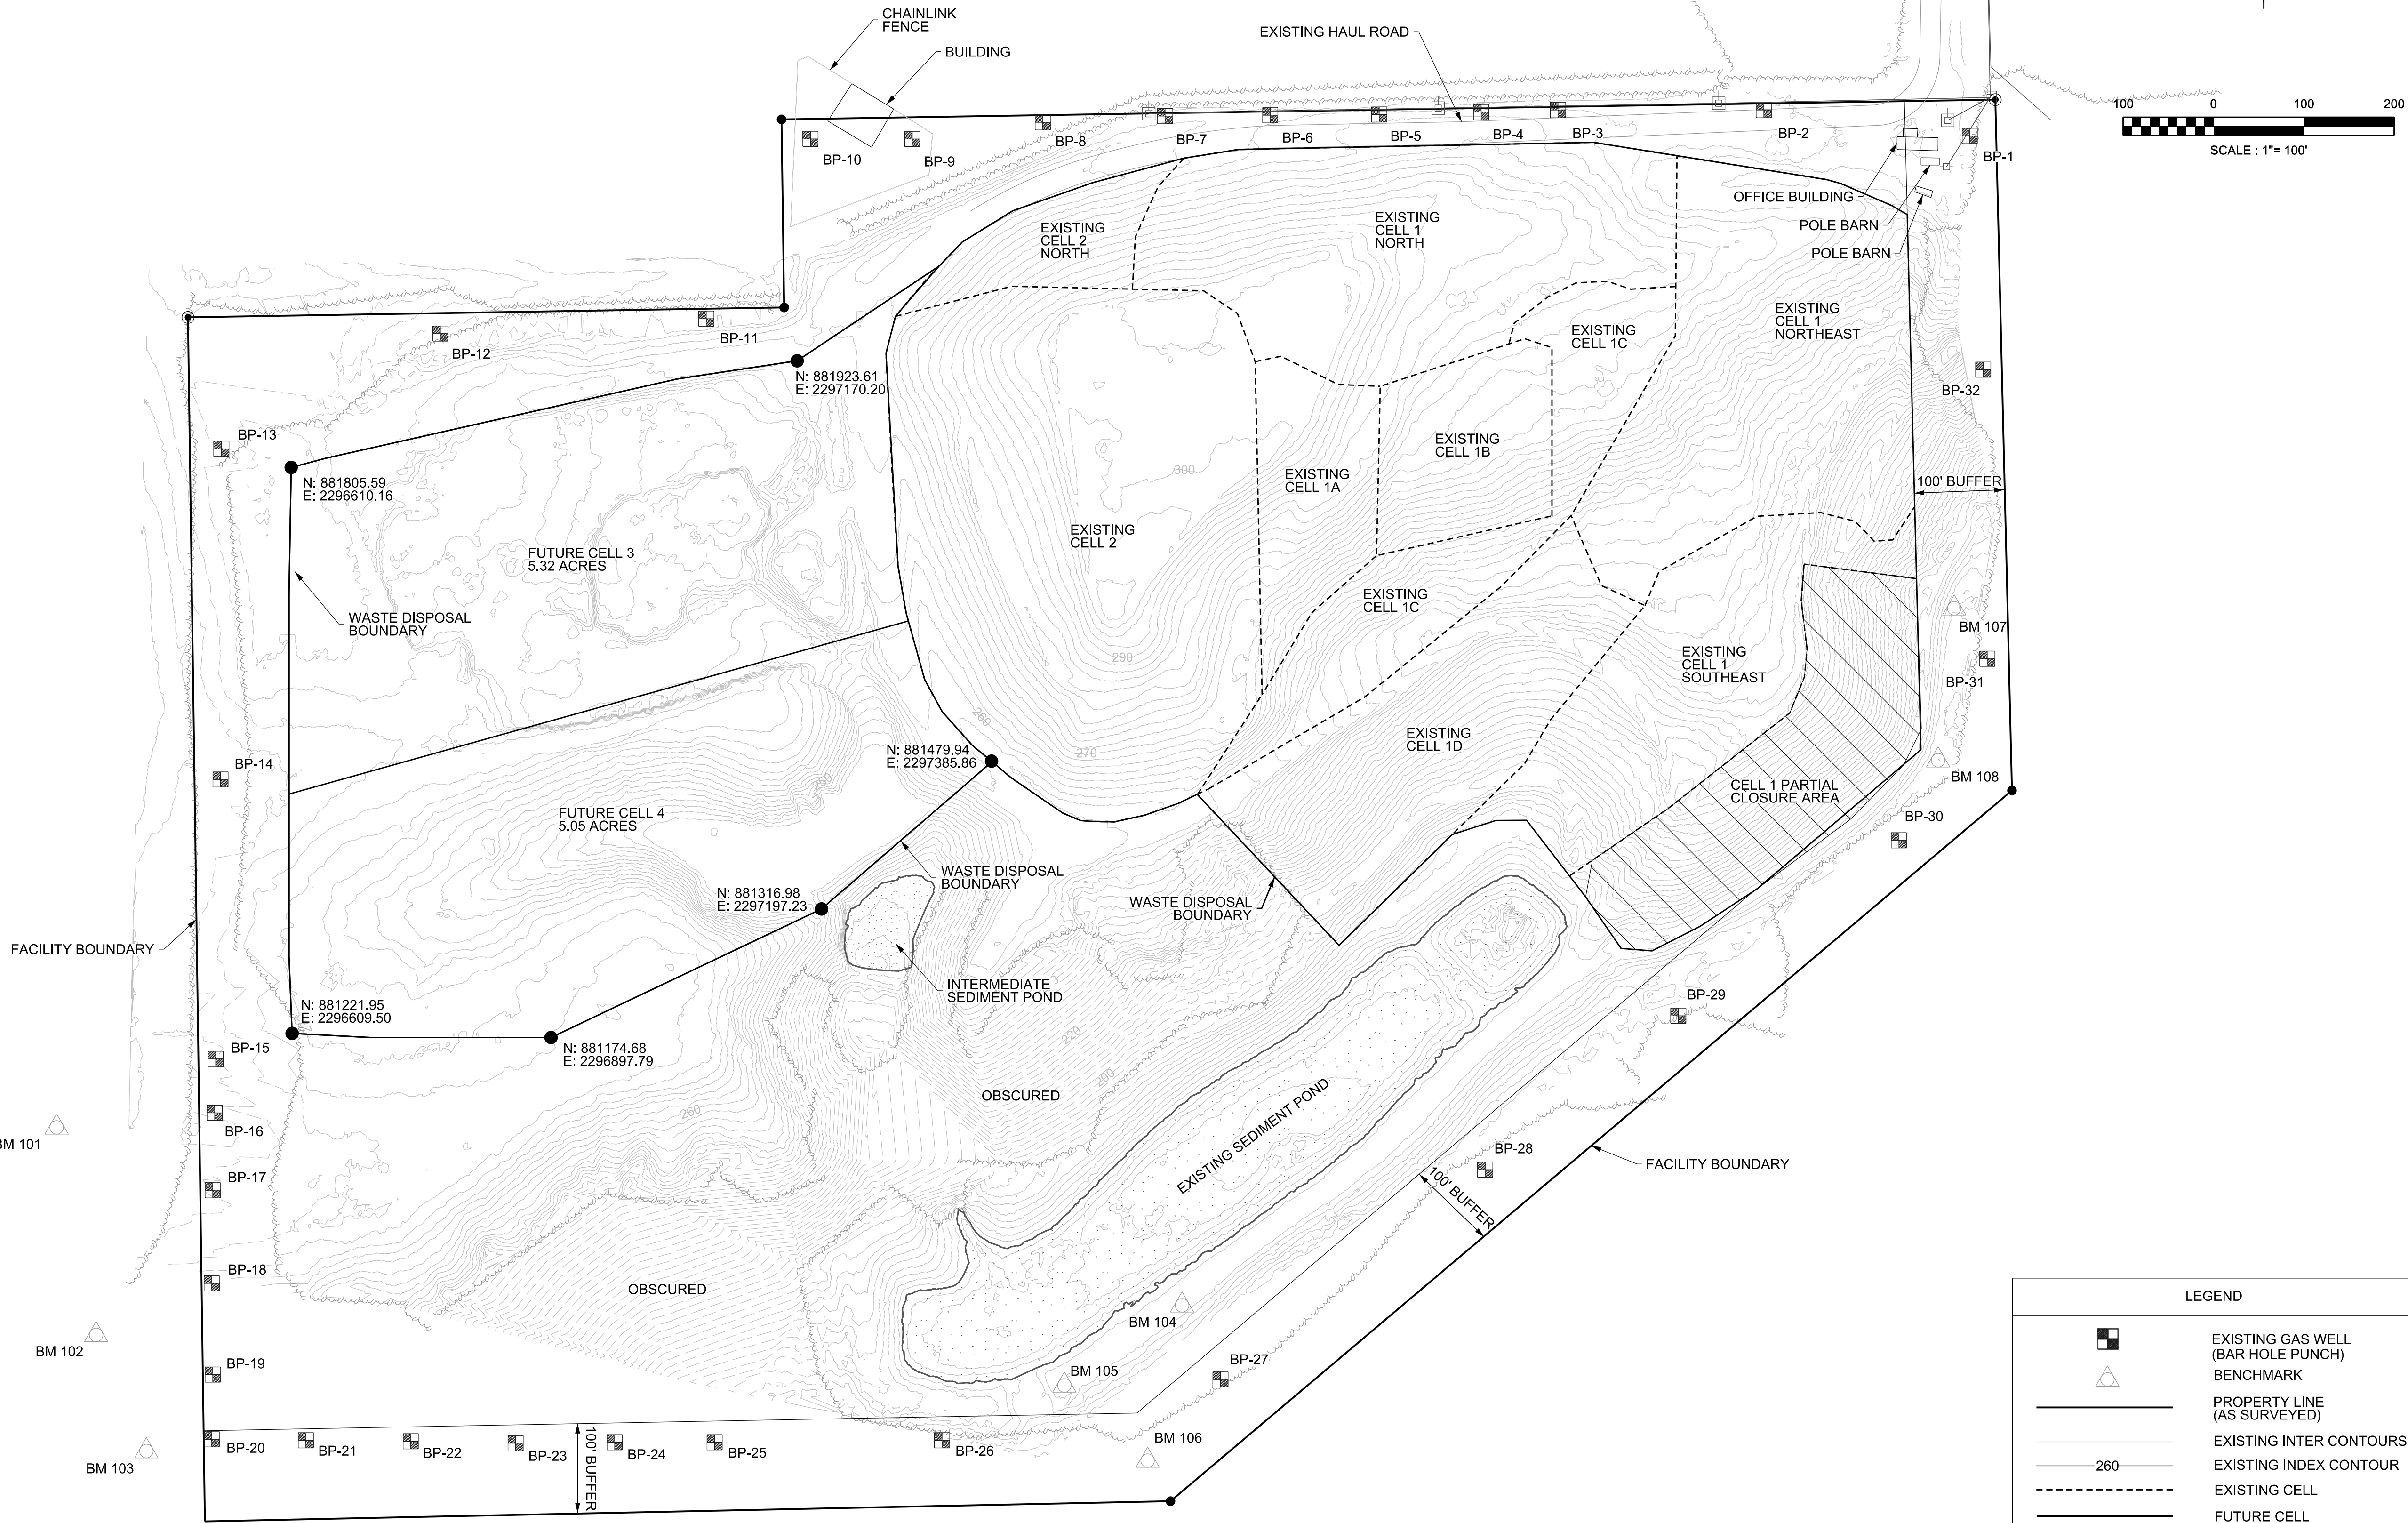 CHAINLINK
FENCE
BUILDING
EXISTING HAUL ROAD
100 0 100 200
SCALE : 1"= 100'
BP-10
BP-9
BP-8
BP-7
BP-6
BP-5
BP-4
BP-3
BP-2
BP-1
OFFICE BUILDING
POLE BARN
POLE BARN
EXISTING
CELL 2
NORTH
EXISTING
CELL 1
NORTH
EXISTING
CELL 1C
EXISTING
CELL 1
NORTHEAST
BP-12
BP-11
BP-32
N: 881923.61
E: 2297170.20
BP-13
N: 881805.59
E: 2296610.16
300
EXISTING
CELL 1A
EXISTING
CELL 1B
100' BUFFER
EXISTING
CELL 2
FUTURE CELL 3
5.32 ACRES
WASTE DISPOSAL
BOUNDARY
EXISTING
CELL 1C
BM 107
290
EXISTING
CELL 1
SOUTHEAST
BP-31
260
EXISTING
CELL 1D
N: 881479.94
E: 2297385.86
270
BP-14
260
BM 108
CELL 1 PARTIAL
CLOSURE AREA
FUTURE CELL 4
5.05 ACRES
BP-30
WASTE DISPOSAL
BOUNDARY
N: 881316.98
E: 2297197.23
WASTE DISPOSAL
BOUNDARY
FACILITY BOUNDARY
INTERMEDIATE
SEDIMENT POND
BP-29
N: 881221.95
E: 2296609.50
220
BP-15
N: 881174.68
E: 2296897.79
200
OBSCURED
260
BP-16
BM 101
EXISTING SEDIMENT POND
BP-28
FACILITY BOUNDARY
BP-17
100' BUFFER
BP-18
OBSCURED
LEGEND
BM 104
EXISTING GAS WELL
(BAR HOLE PUNCH)
BM 102
BP-19
BM 105
BP-27
BENCHMARK
PROPERTY LINE
(AS SURVEYED)
BM 103
BP-20
BP-21
BP-22
BP-23
100' BUFFER
BP-24
BP-25
BP-26
BM 106
EXISTING INTER CONTOURS
260
EXISTING INDEX CONTOUR
EXISTING CELL
FUTURE CELL